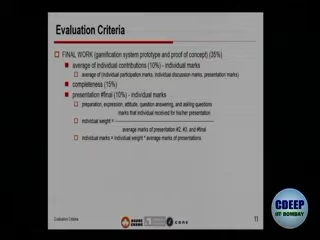 Evaluation Criteria
FINAL WORK (gamification system prototype and proof of concept) (35%)
average of individual contributions (10%) - individual marks
average of (individual participation marks, individual discussion marks, presentation marks)
completeness (15%)
presentation #final (10%) - individual marks
preparation, expression, attitude, question answering, and asking questions
marks that individual received for his/her presentation
individual weight =
average marks of presentation #2, #3, and #final
individual marks = individual weight * average marks of presentations
Evaluation Criteria
11
CDEEP
IIT BOMBAY